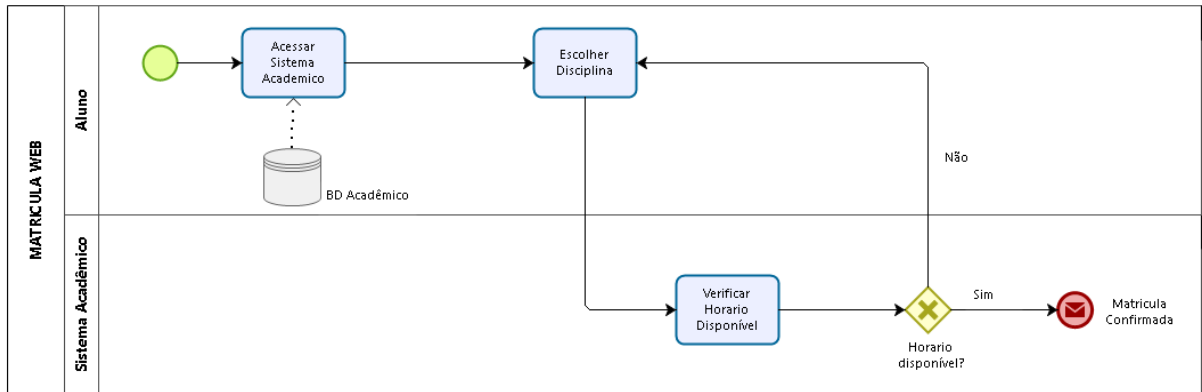 MATRICULA WEB
Aluno
Acessar
Sistema
Academico
BD Acadêmico
Escolher
Disciplina
Não
Sistema Acadêmico
Verificar
Horario
Disponível
Horario
disponível?
Sim
Matricula
Confirmada